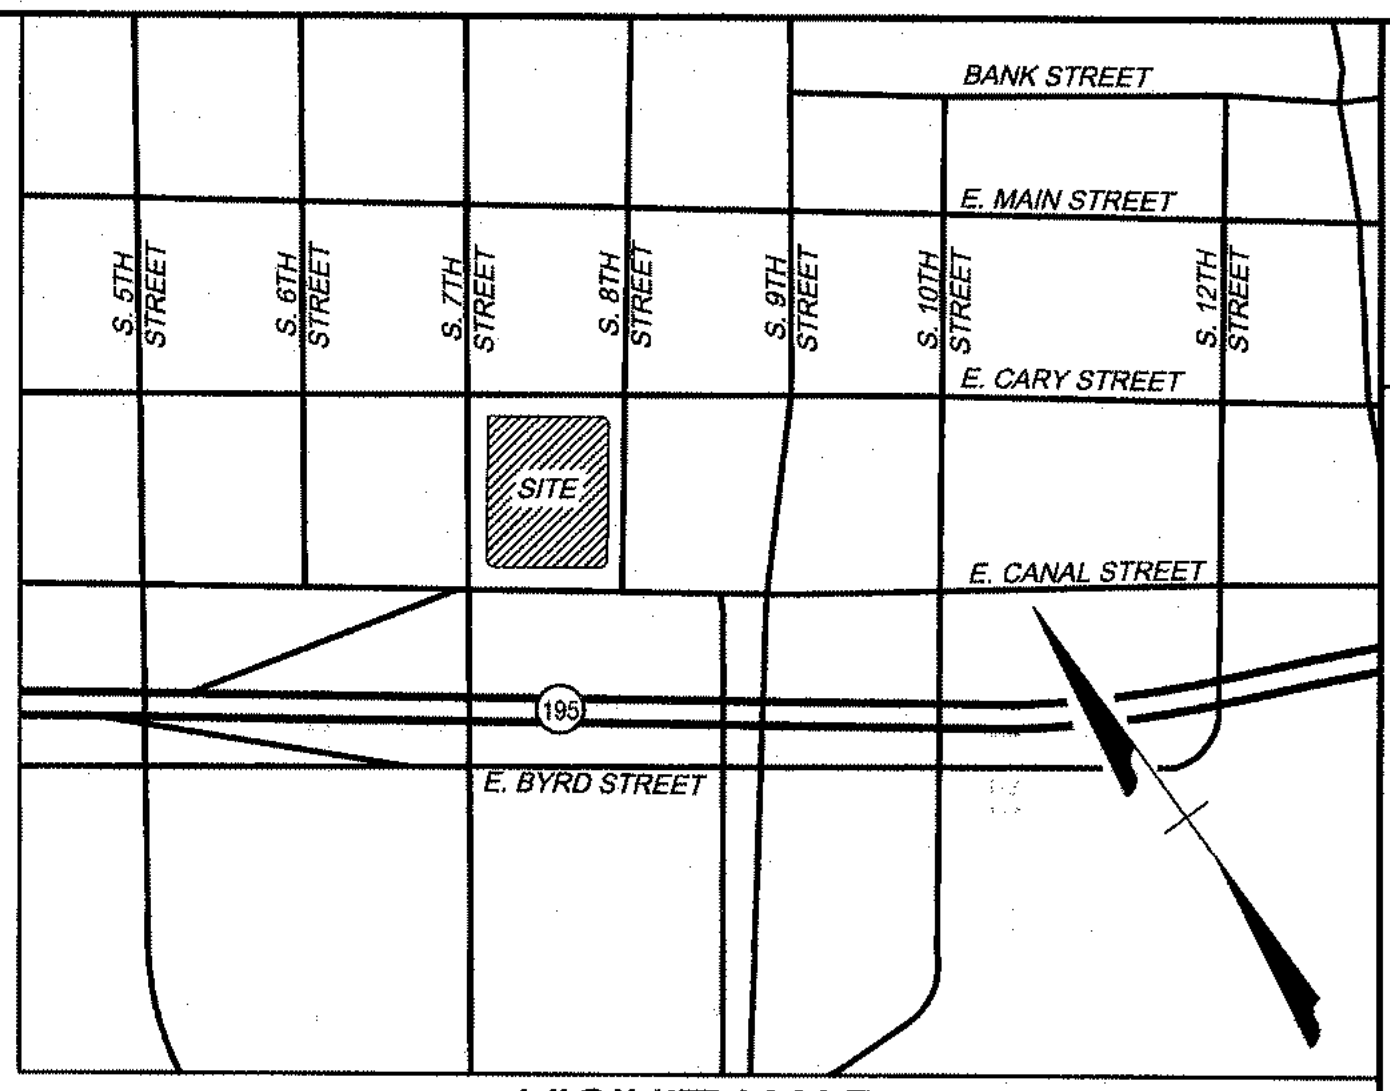 BANK STREET
E. MAIN STREET
S. 5TH
STREET
S. 6TH
STREET
S. 7TH
STREET
S. 8TH
STREET
S. 9TH
STREET
S. 10TH
STREET
S. 12TH
STREET
E. CARY STREET
SITE
E. CANAL STREET
195
E. BYRD STREET